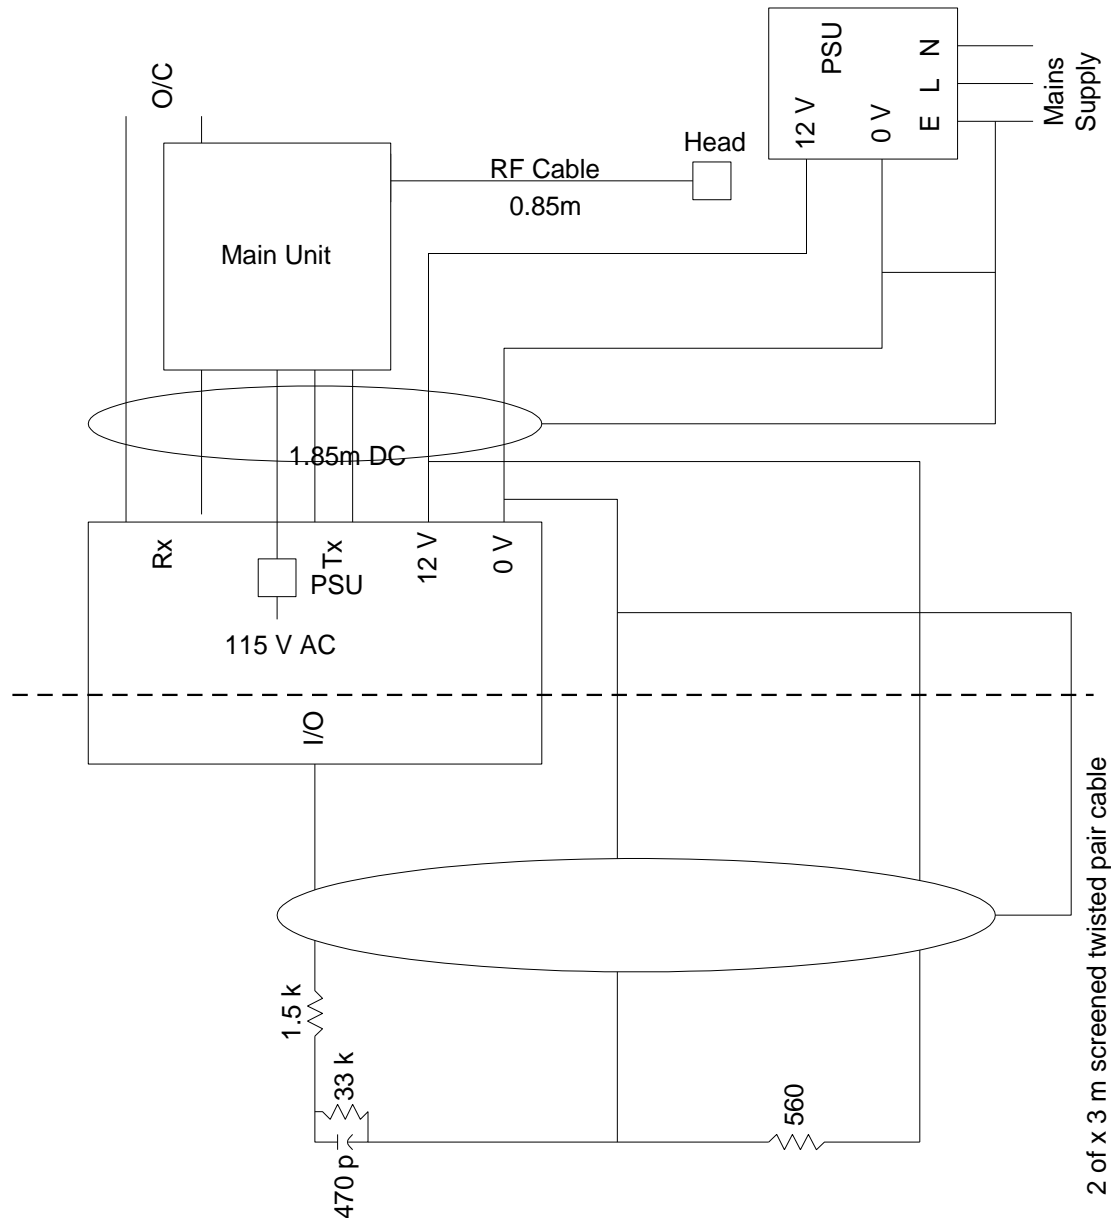 O/C
PSU
12 V
0 V
E L N
Mains
Supply
Head
RF Cable
0.85m
Main Unit
1.85m DC
Rx
Tx
12 V
0 V
PSU
115 V AC
I/O
1.5 k
33 k
470 p
560
2 of x 3 m screened twisted pair cable